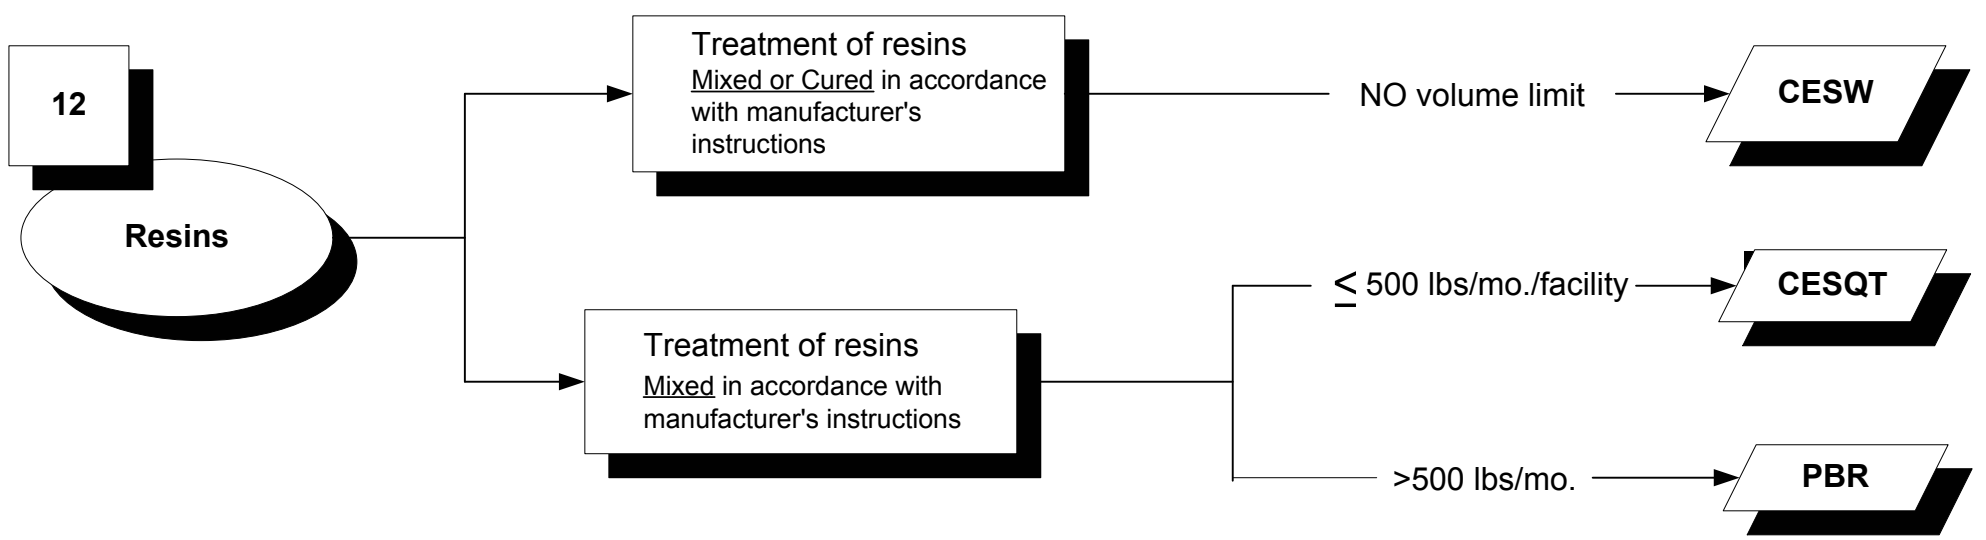 12
Resins
Treatment of resins
Mixed or Cured in accordance
with manufacturer's
instructions
NO volume limit
CESW
Treatment of resins
Mixed in accordance with
manufacturer's instructions
≤ 500 lbs/mo./facility
CESQT
>500 lbs/mo.
PBR